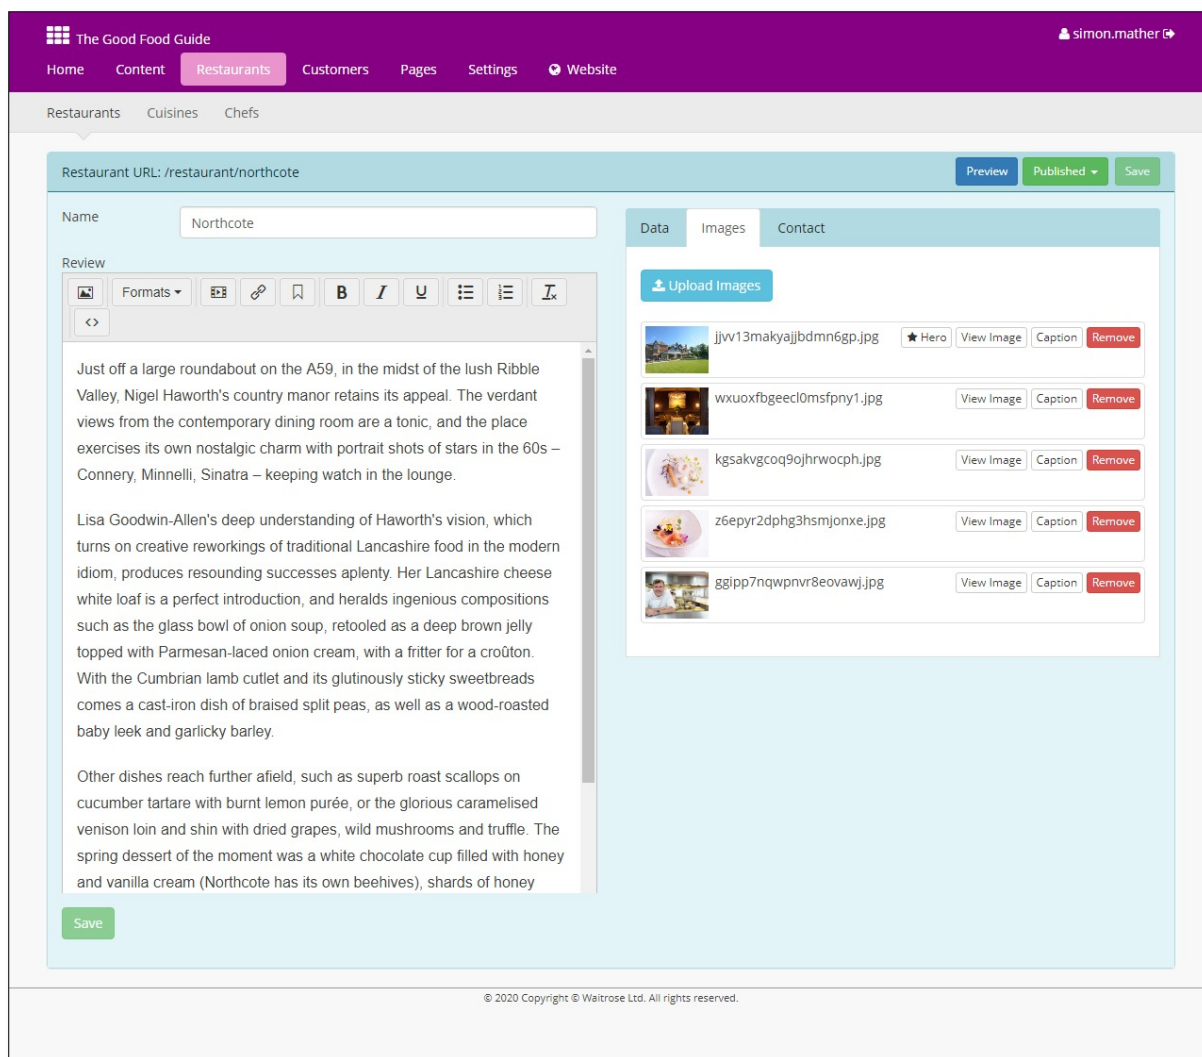 The Good Food Guide
simon.mather
Home Content Restaurants Customers Pages Settings Website
Restaurants Cuisines Chefs
Restaurant URL: /restaurant/northcote
Preview Published Save
Name
Northcote
Review
Formats
B I U
Just off a large roundabout on the A59, in the midst of the lush Ribble
Valley, Nigel Haworth's country manor retains its appeal. The verdant
views from the contemporary dining room are a tonic, and the place
exercises its own nostalgic charm with portrait shots of stars in the 60s –
Connery, Minnelli, Sinatra – keeping watch in the lounge.
Lisa Goodwin-Allen's deep understanding of Haworth's vision, which
turns on creative reworkings of traditional Lancashire food in the modern
idiom, produces resounding successes aplenty. Her Lancashire cheese
white loaf is a perfect introduction, and heralds ingenious compositions
such as the glass bowl of onion soup, retooled as a deep brown jelly
topped with Parmesan-laced onion cream, with a fritter for a croûton.
With the Cumbrian lamb cutlet and its glutinously sticky sweetbreads
comes a cast-iron dish of braised split peas, as well as a wood-roasted
baby leek and garlicky barley.
Other dishes reach further afield, such as superb roast scallops on
cucumber tartare with burnt lemon purée, or the glorious caramelised
venison loin and shin with dried grapes, wild mushrooms and truffle. The
spring dessert of the moment was a white chocolate cup filled with honey
and vanilla cream (Northcote has its own beehives), shards of honey
Save
Data Images Contact
Upload Images
jjvv13makyajjbdmn6gp.jpg Hero View Image Caption Remove
wxuoxfbgeecl0msfpny1.jpg View Image Caption Remove
kgsakvgcoq9ojhrwocph.jpg View Image Caption Remove
z6epyr2dphg3hsmjonxe.jpg View Image Caption Remove
ggipp7nqwpnvr8eovawj.jpg View Image Caption Remove
© 2020 Copyright © Waitrose Ltd. All rights reserved.